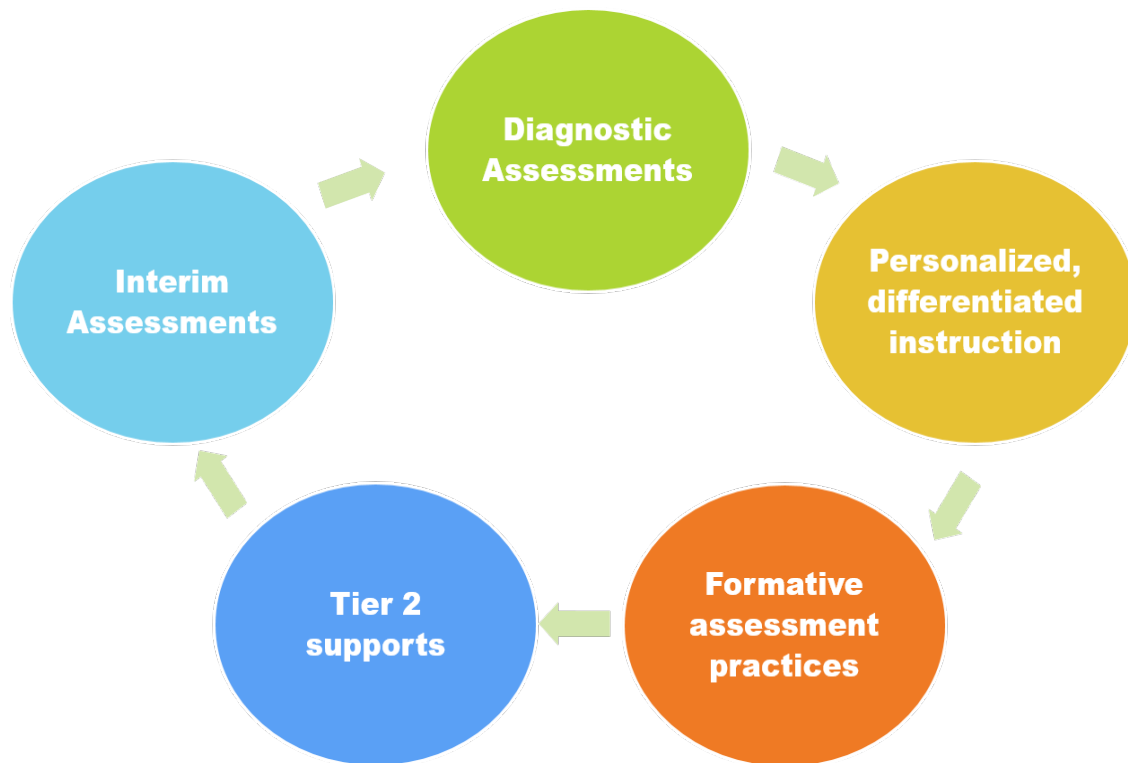 Diagnostic
Assessments
Personalized,
differentiated
instruction
Formative
assessment
practices
Tier 2
supports
Interim
Assessments